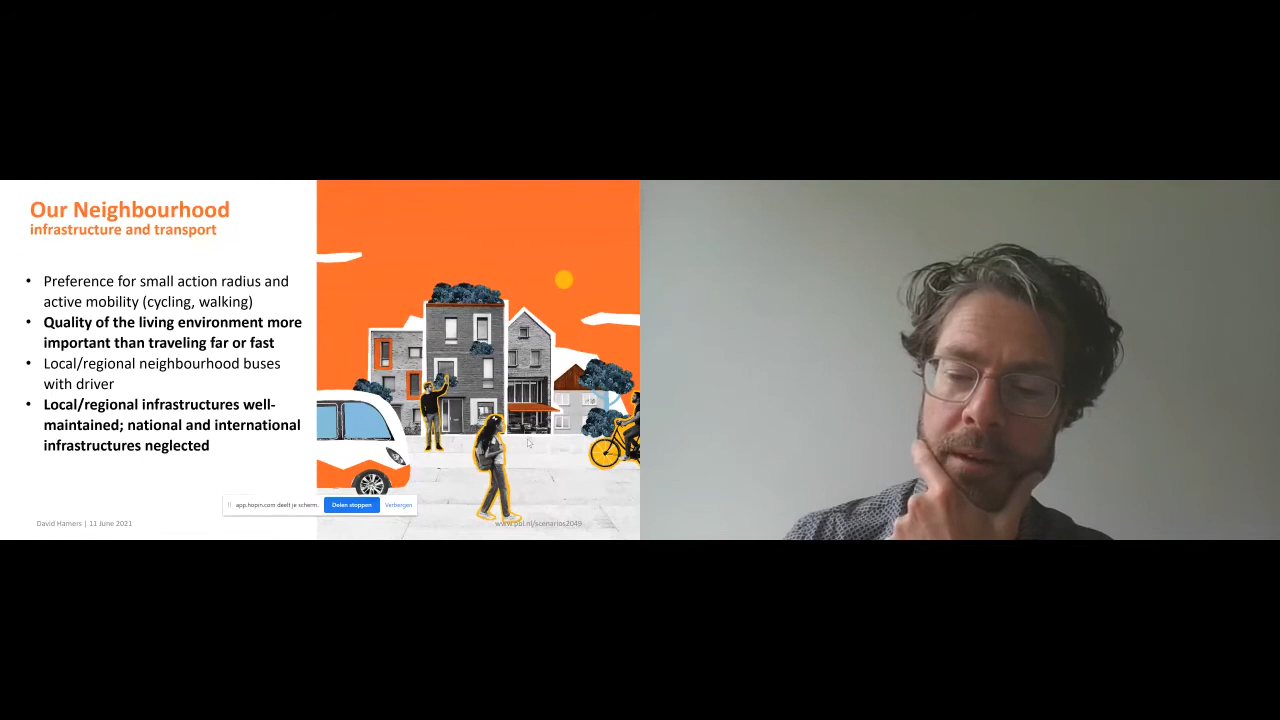 Our Neighbourhood
infrastructure and transport
• Preference for small action radius and
active mobility (cycling, walking)
• Quality of the living environment more
important than traveling far or fast
• Local/regional neighbourhood buses
with driver
• Local/regional infrastructures well-
maintained; national and international
infrastructures neglected
app.hopin.com deelt je scherm.
Delen stoppen
Verbergen
David Hamers | 11 June 2021
www.pbl.nl/scenarios2049